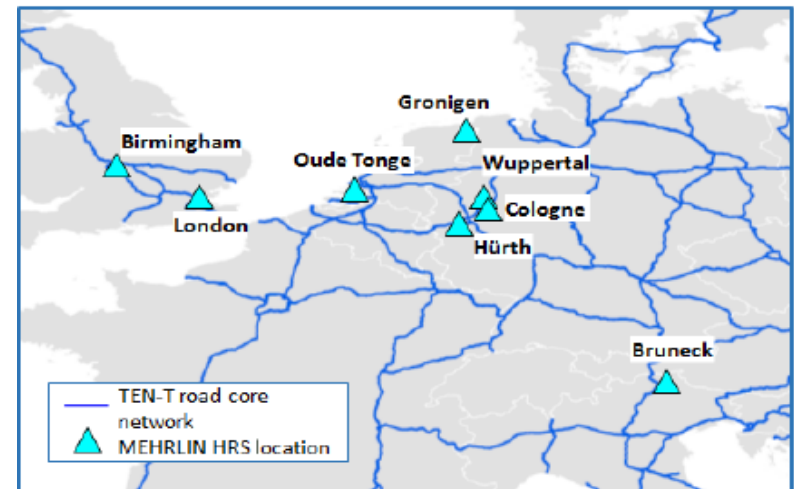 Gronigen
Birmingham
Oude Tonge
Wuppertal
Cologne
London
Hürth
Bruneck
TEN-T road core
network
MEHRLIN HRS location